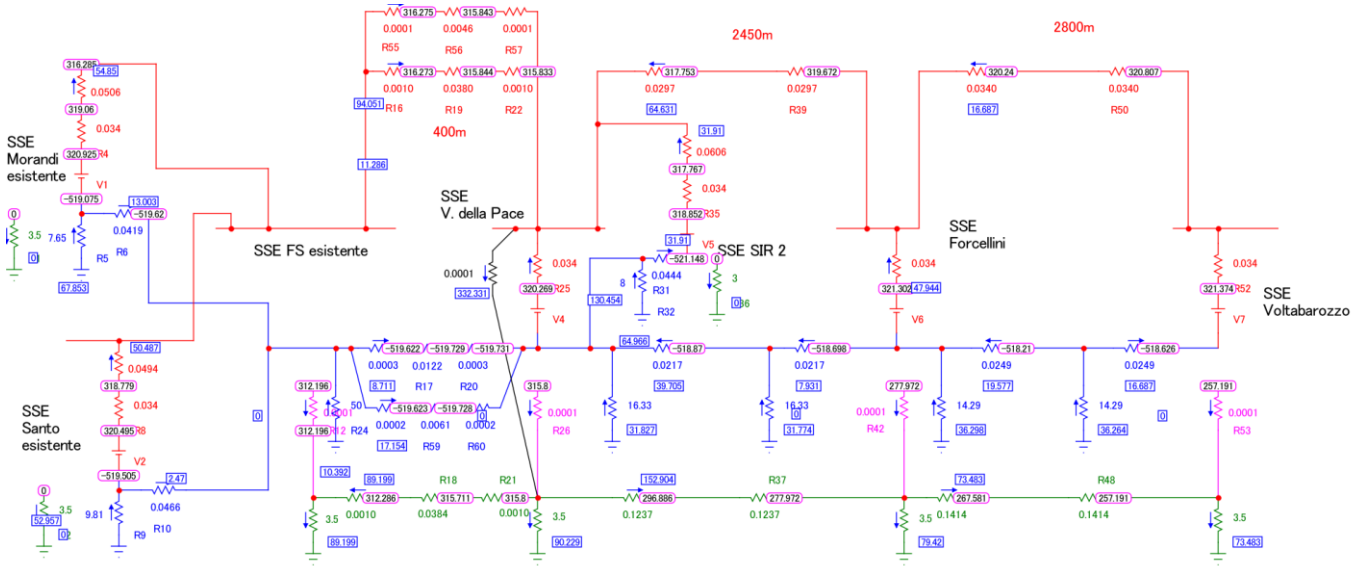 316.275 315.843
0.0001 0.0046 0.0001
R55 R56 R57
2450m 2800m
316.285
54.85
0.0506
316.273 315.844 315.833
0.0010 0.0380 0.0010
R16 R19 R22
94.051
400m
317.753 319.672
0.0297 0.0297
64.631 R39
320.24 320.807
0.0340 0.0340
16.687 R50
319.06
0.034
320.925 R4
V1
SSE
Morandi
esistente
-519.075
13.003
-519.62
0.0419
R6
0
3.5
0
7.65
R5
67.853
11.286
SSE FS esistente
SSE
V. della Pace
31.91
0.0606
317.767
0.034
318.852 R35
V5
31.91
-521.148
0.0444
8
R31
R32
SSE SIR 2
0
3
0
130.454
0.0001
332.331
0.034
320.269 R25
V4
SSE
Forcellini
0.034
321.302 47.944
V6
0.034
321.374 R52
V7
SSE
Voltabarozzo
50.487
0.0494
318.779
0.034
320.495 R8
V2
SSE
Santo
esistente
-519.505
2.47
0.0466
R10
9.81
R9
0
3.5
52.957
0
0
-519.622 -519.729 -519.731
0.0003 0.0122 0.0003
8.711 R17 R20
-519.623 -519.728 0
0.0002 0.0061 0.0002
17.154 R59 R60
64.966
-518.87 -518.698
0.0217 0.0217
39.705 7.931
-518.21 -518.626
0.0249 0.0249
19.577 16.687
312.196
0.0001
312.196 R12
50
R24
10.392
315.8
0.0001
R26
16.33
31.827
16.33
0
31.774
277.972
0.0001
R42
14.29
36.298
14.29
0
36.264
257.191
0.0001
R53
89.199 R18 R21
312.286 315.711 315.8
0.0010 0.0384 0.0010
152.904 R37
296.886 277.972
0.1237 0.1237
73.483 R48
267.581 257.191
0.1414 0.1414
3.5
89.199
3.5
90.229
3.5
79.42
3.5
73.483